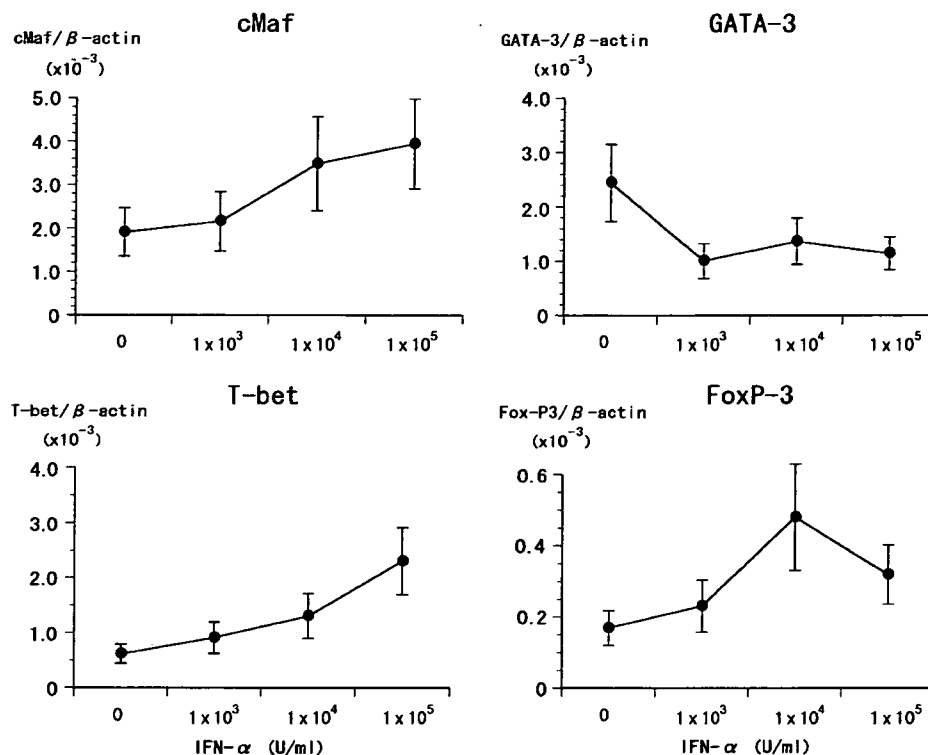 cMaf
cMaf/β-actin
(x10⁻³)
5.0
4.0
3.0
2.0
1.0
0
0 1x10³ 1x10⁴ 1x10⁵
GATA-3
GATA-3/β-actin
(x10⁻³)
4.0
3.0
2.0
1.0
0
0 1x10³ 1x10⁴ 1x10⁵
T-bet
T-bet/β-actin
(x10⁻³)
4.0
3.0
2.0
1.0
0
0 1x10³ 1x10⁴ 1x10⁵
IFN-α (U/ml)
FoxP-3
Fox-P3/β-actin
(x10⁻³)
0.6
0.4
0.2
0
0 1x10³ 1x10⁴ 1x10⁵
IFN-α (U/ml)